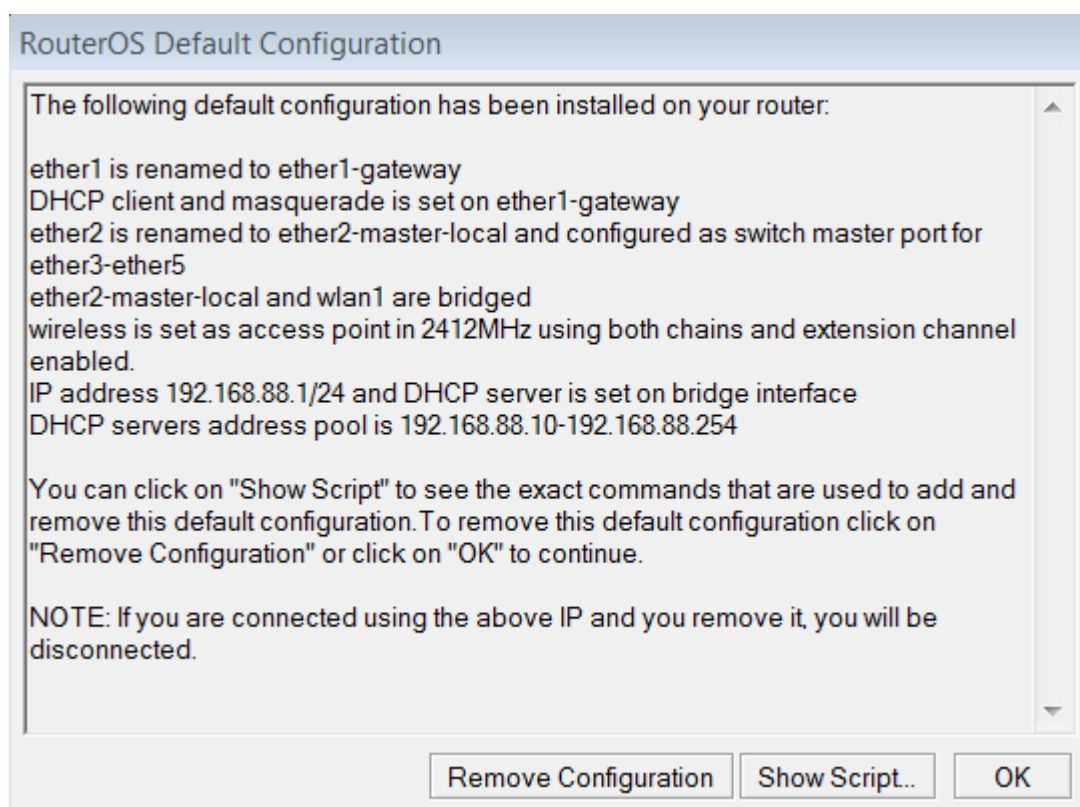 RouterOS Default Configuration
The following default configuration has been installed on your router:
ether1 is renamed to ether1-gateway
DHCP client and masquerade is set on ether1-gateway
ether2 is renamed to ether2-master-local and configured as switch master port for
ether3-ether5
ether2-master-local and wlan1 are bridged
wireless is set as access point in 2412MHz using both chains and extension channel
enabled.
IP address 192.168.88.1/24 and DHCP server is set on bridge interface
DHCP servers address pool is 192.168.88.10-192.168.88.254
You can click on "Show Script" to see the exact commands that are used to add and
remove this default configuration. To remove this default configuration click on
"Remove Configuration" or click on "OK" to continue.
NOTE: If you are connected using the above IP and you remove it, you will be
disconnected.
Remove Configuration Show Script... OK